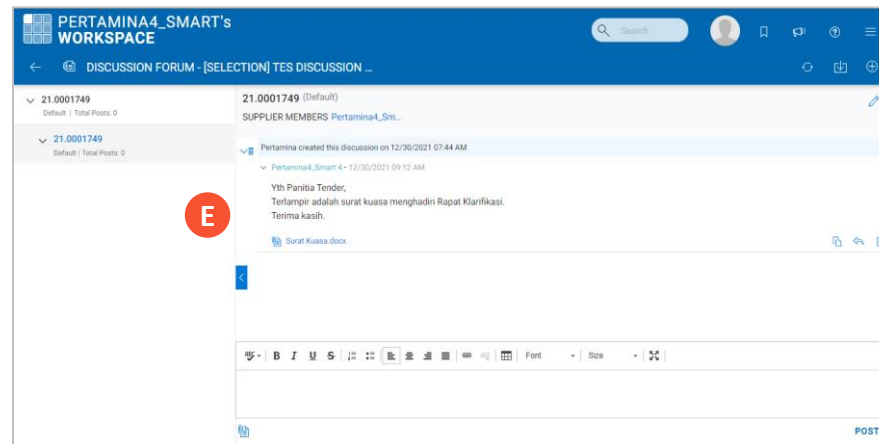 PERTAMINA4_SMART's
WORKSPACE
Search
DISCUSSION FORUM - [SELECTION] TES DISCUSSION ...
21.0001749
Default | Total Posts: 0
21.0001749
Default | Total Posts: 0
21.0001749 (Default)
SUPPLIER MEMBERS Pertamina4_Sm...
Pertamina created this discussion on 12/30/2021 07:44 AM
Pertamina4_Smart 4 - 12/30/2021 09:12 AM
Yth Panitia Tender,
Terlampir adalah surat kuasa menghadiri Rapat Klarifikasi.
Terima kasih.
E
Surat Kuasa.docx
B I U S Font Size
POST